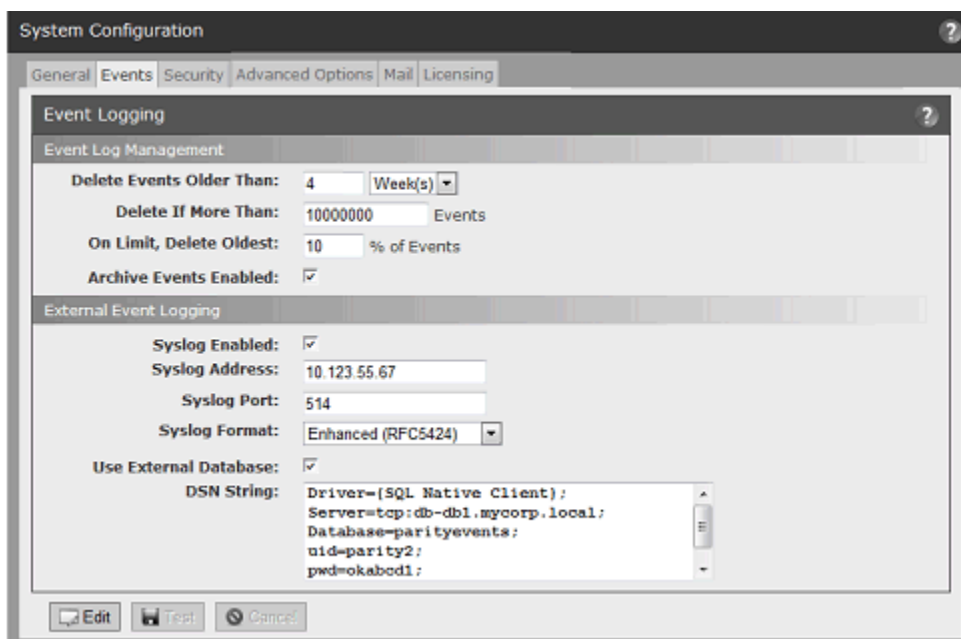 System Configuration
?
General Events Security Advanced Options Mail Licensing
Event Logging
?
Event Log Management
Delete Events Older Than: 4 Week(s)
Delete If More Than: 10000000 Events
On Limit, Delete Oldest: 10 % of Events
Archive Events Enabled:
External Event Logging
Syslog Enabled:
Syslog Address: 10.123.55.67
Syslog Port: 514
Syslog Format: Enhanced (RFC5424)
Use External Database:
DSN String: Driver={SQL Native Client};
Server=tcp:db-db1.mycorp.local;
Database=parityevents;
uid=parity2;
pwd=okabcd1;
Edit Test Cancel